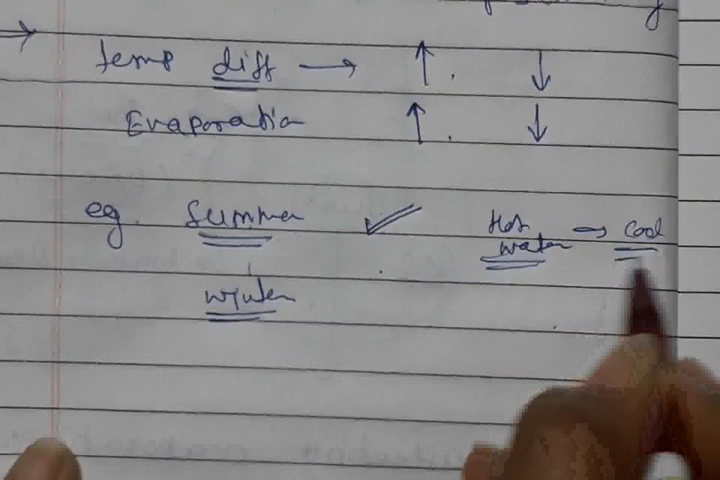 temp diff → ↑ . ↓
Evaporation ↑ . ↓
eg. Summer ✓ Hot water → cool
winter